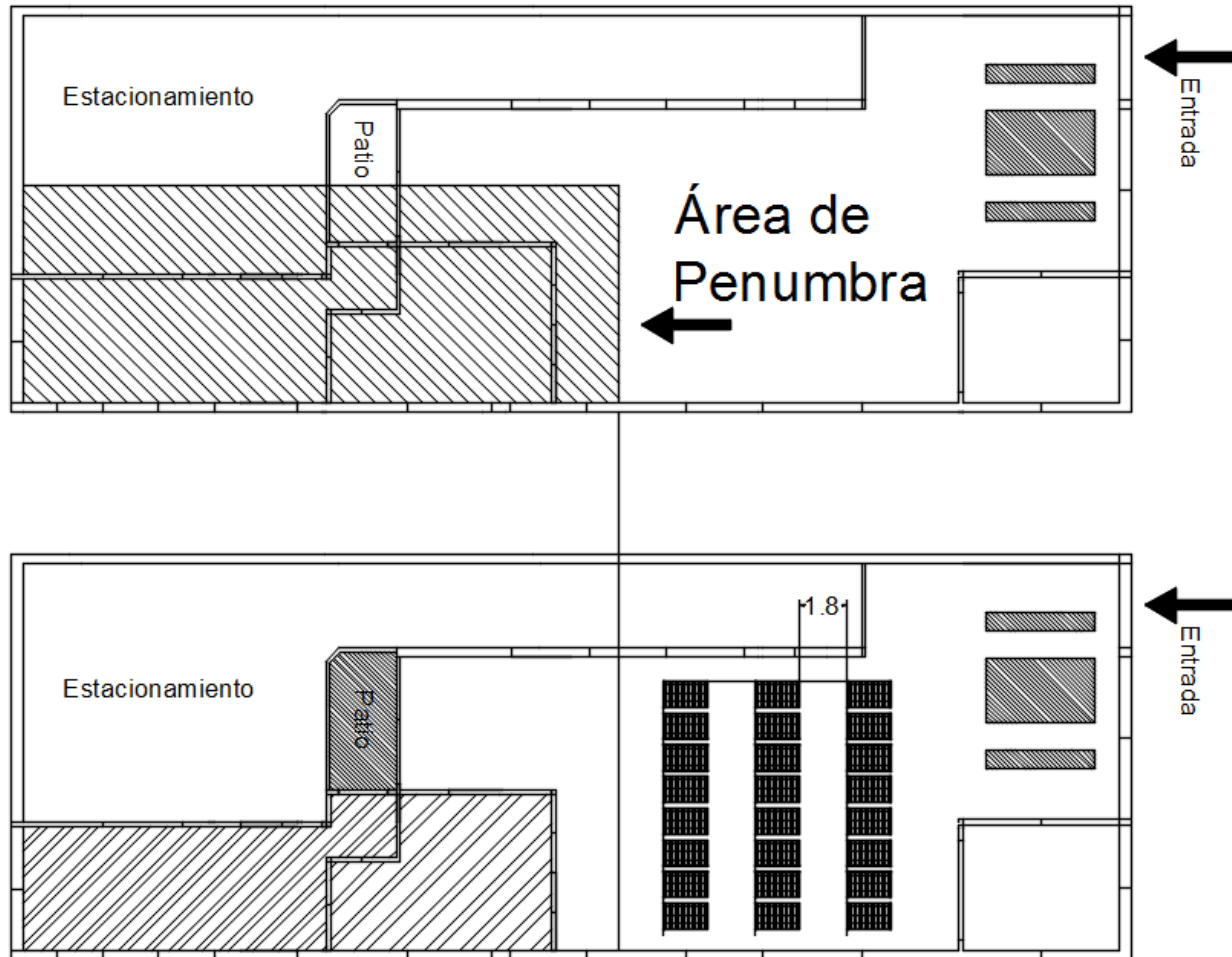 Estacionamiento
Patio
Entrada
Área de
Penumbra
1.8
Estacionamiento
Patio
Entrada